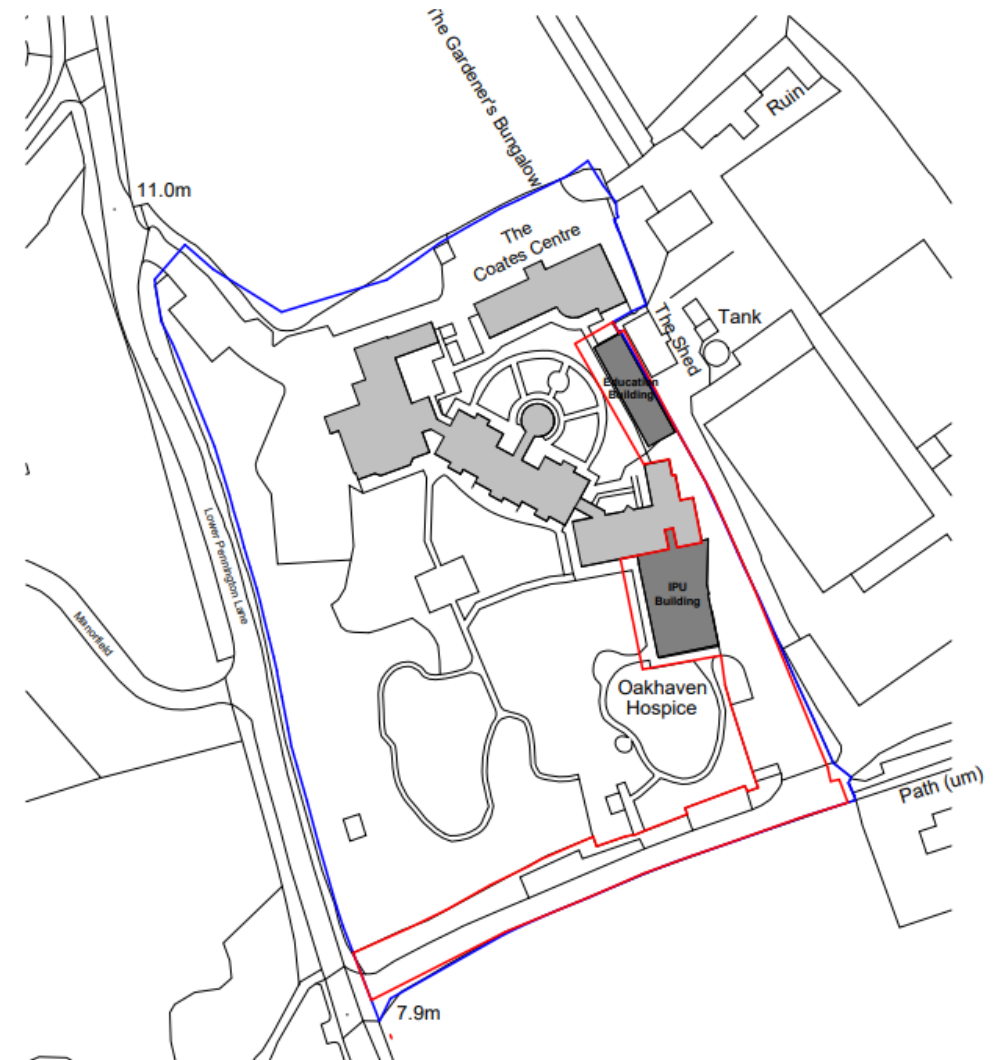 The Gardener's Bungalow
Ruin
11.0m
The
Coates Centre
The Shed
Tank
Education
Building
Lower Pennington Lane
Manorfield
IPU
Building
Oakhaven
Hospice
Path (um)
7.9m